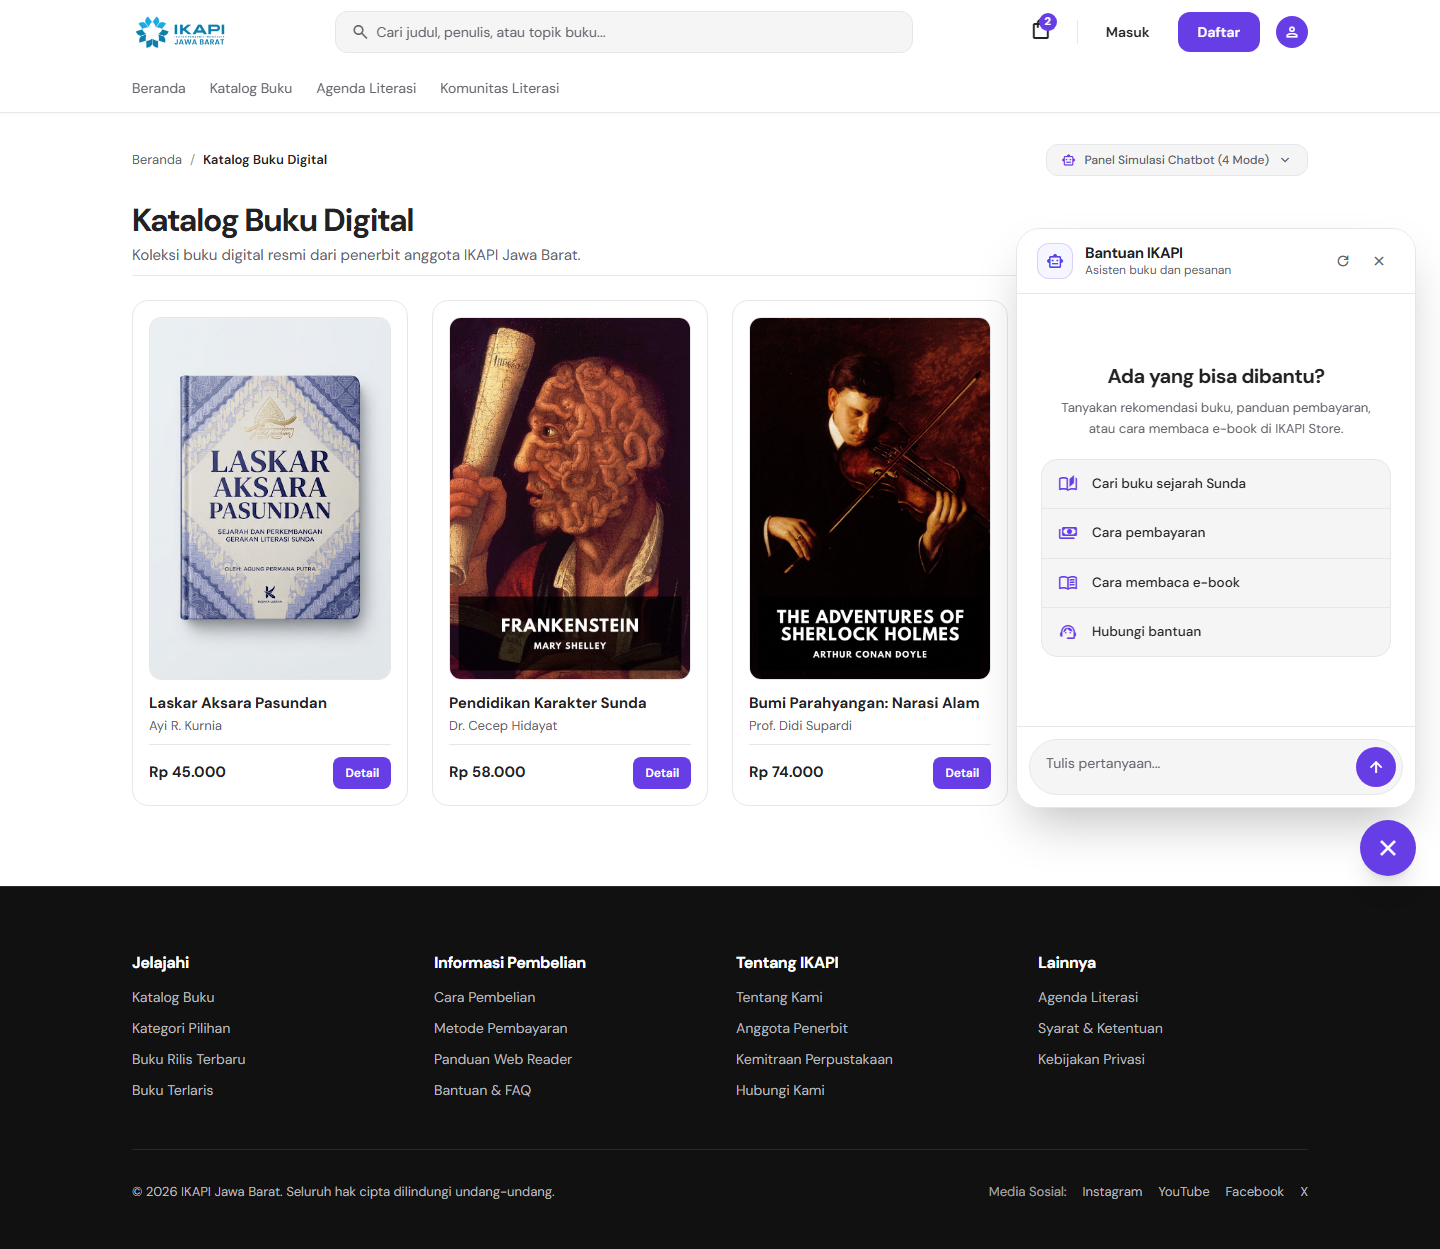 IKAPI
JAWA BARAT
Cari judul, penulis, atau topik buku...
2
Masuk
Daftar
Beranda
Katalog Buku
Agenda Literasi
Komunitas Literasi
Beranda / Katalog Buku Digital
Panel Simulasi Chatbot (4 Mode)
Katalog Buku Digital
Koleksi buku digital resmi dari penerbit anggota IKAPI Jawa Barat.
LASKAR
AKSARA
PASUNDAN
SEJARAH DAN PERKEMBANGAN
GERAKAN LITERASI SUNDA
OLEH: AGUNG PERMANA PUTRA
Laskar Aksara Pasundan
Ayi R. Kurnia
Rp 45.000
Detail
FRANKENSTEIN
MARY SHELLEY
Pendidikan Karakter Sunda
Dr. Cecep Hidayat
Rp 58.000
Detail
THE ADVENTURES OF
SHERLOCK HOLMES
ARTHUR CONAN DOYLE
Bumi Parahyangan: Narasi Alam
Prof. Didi Supardi
Rp 74.000
Detail
Bantuan IKAPI
Asisten buku dan pesanan
Ada yang bisa dibantu?
Tanyakan rekomendasi buku, panduan pembayaran,
atau cara membaca e-book di IKAPI Store.
Cari buku sejarah Sunda
Cara pembayaran
Cara membaca e-book
Hubungi bantuan
Tulis pertanyaan...
Jelajahi
Katalog Buku
Kategori Pilihan
Buku Rilis Terbaru
Buku Terlaris
Informasi Pembelian
Cara Pembelian
Metode Pembayaran
Panduan Web Reader
Bantuan & FAQ
Tentang IKAPI
Tentang Kami
Anggota Penerbit
Kemitraan Perpustakaan
Hubungi Kami
Lainnya
Agenda Literasi
Syarat & Ketentuan
Kebijakan Privasi
© 2026 IKAPI Jawa Barat. Seluruh hak cipta dilindungi undang-undang.
Media Sosial:
Instagram
YouTube
Facebook
X